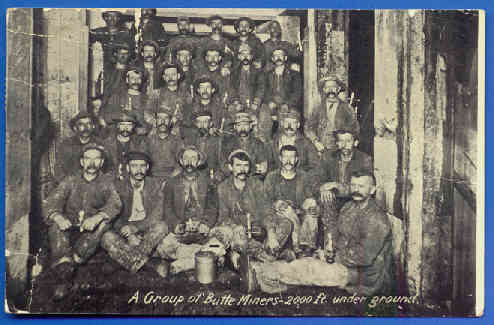 A Group of Butte Miners - 2000 ft. under ground.